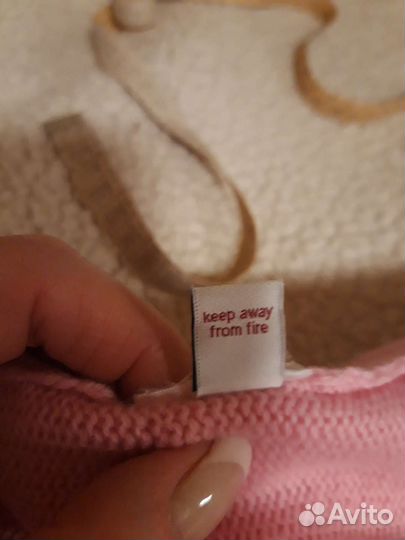 keep away
from fire
Avito